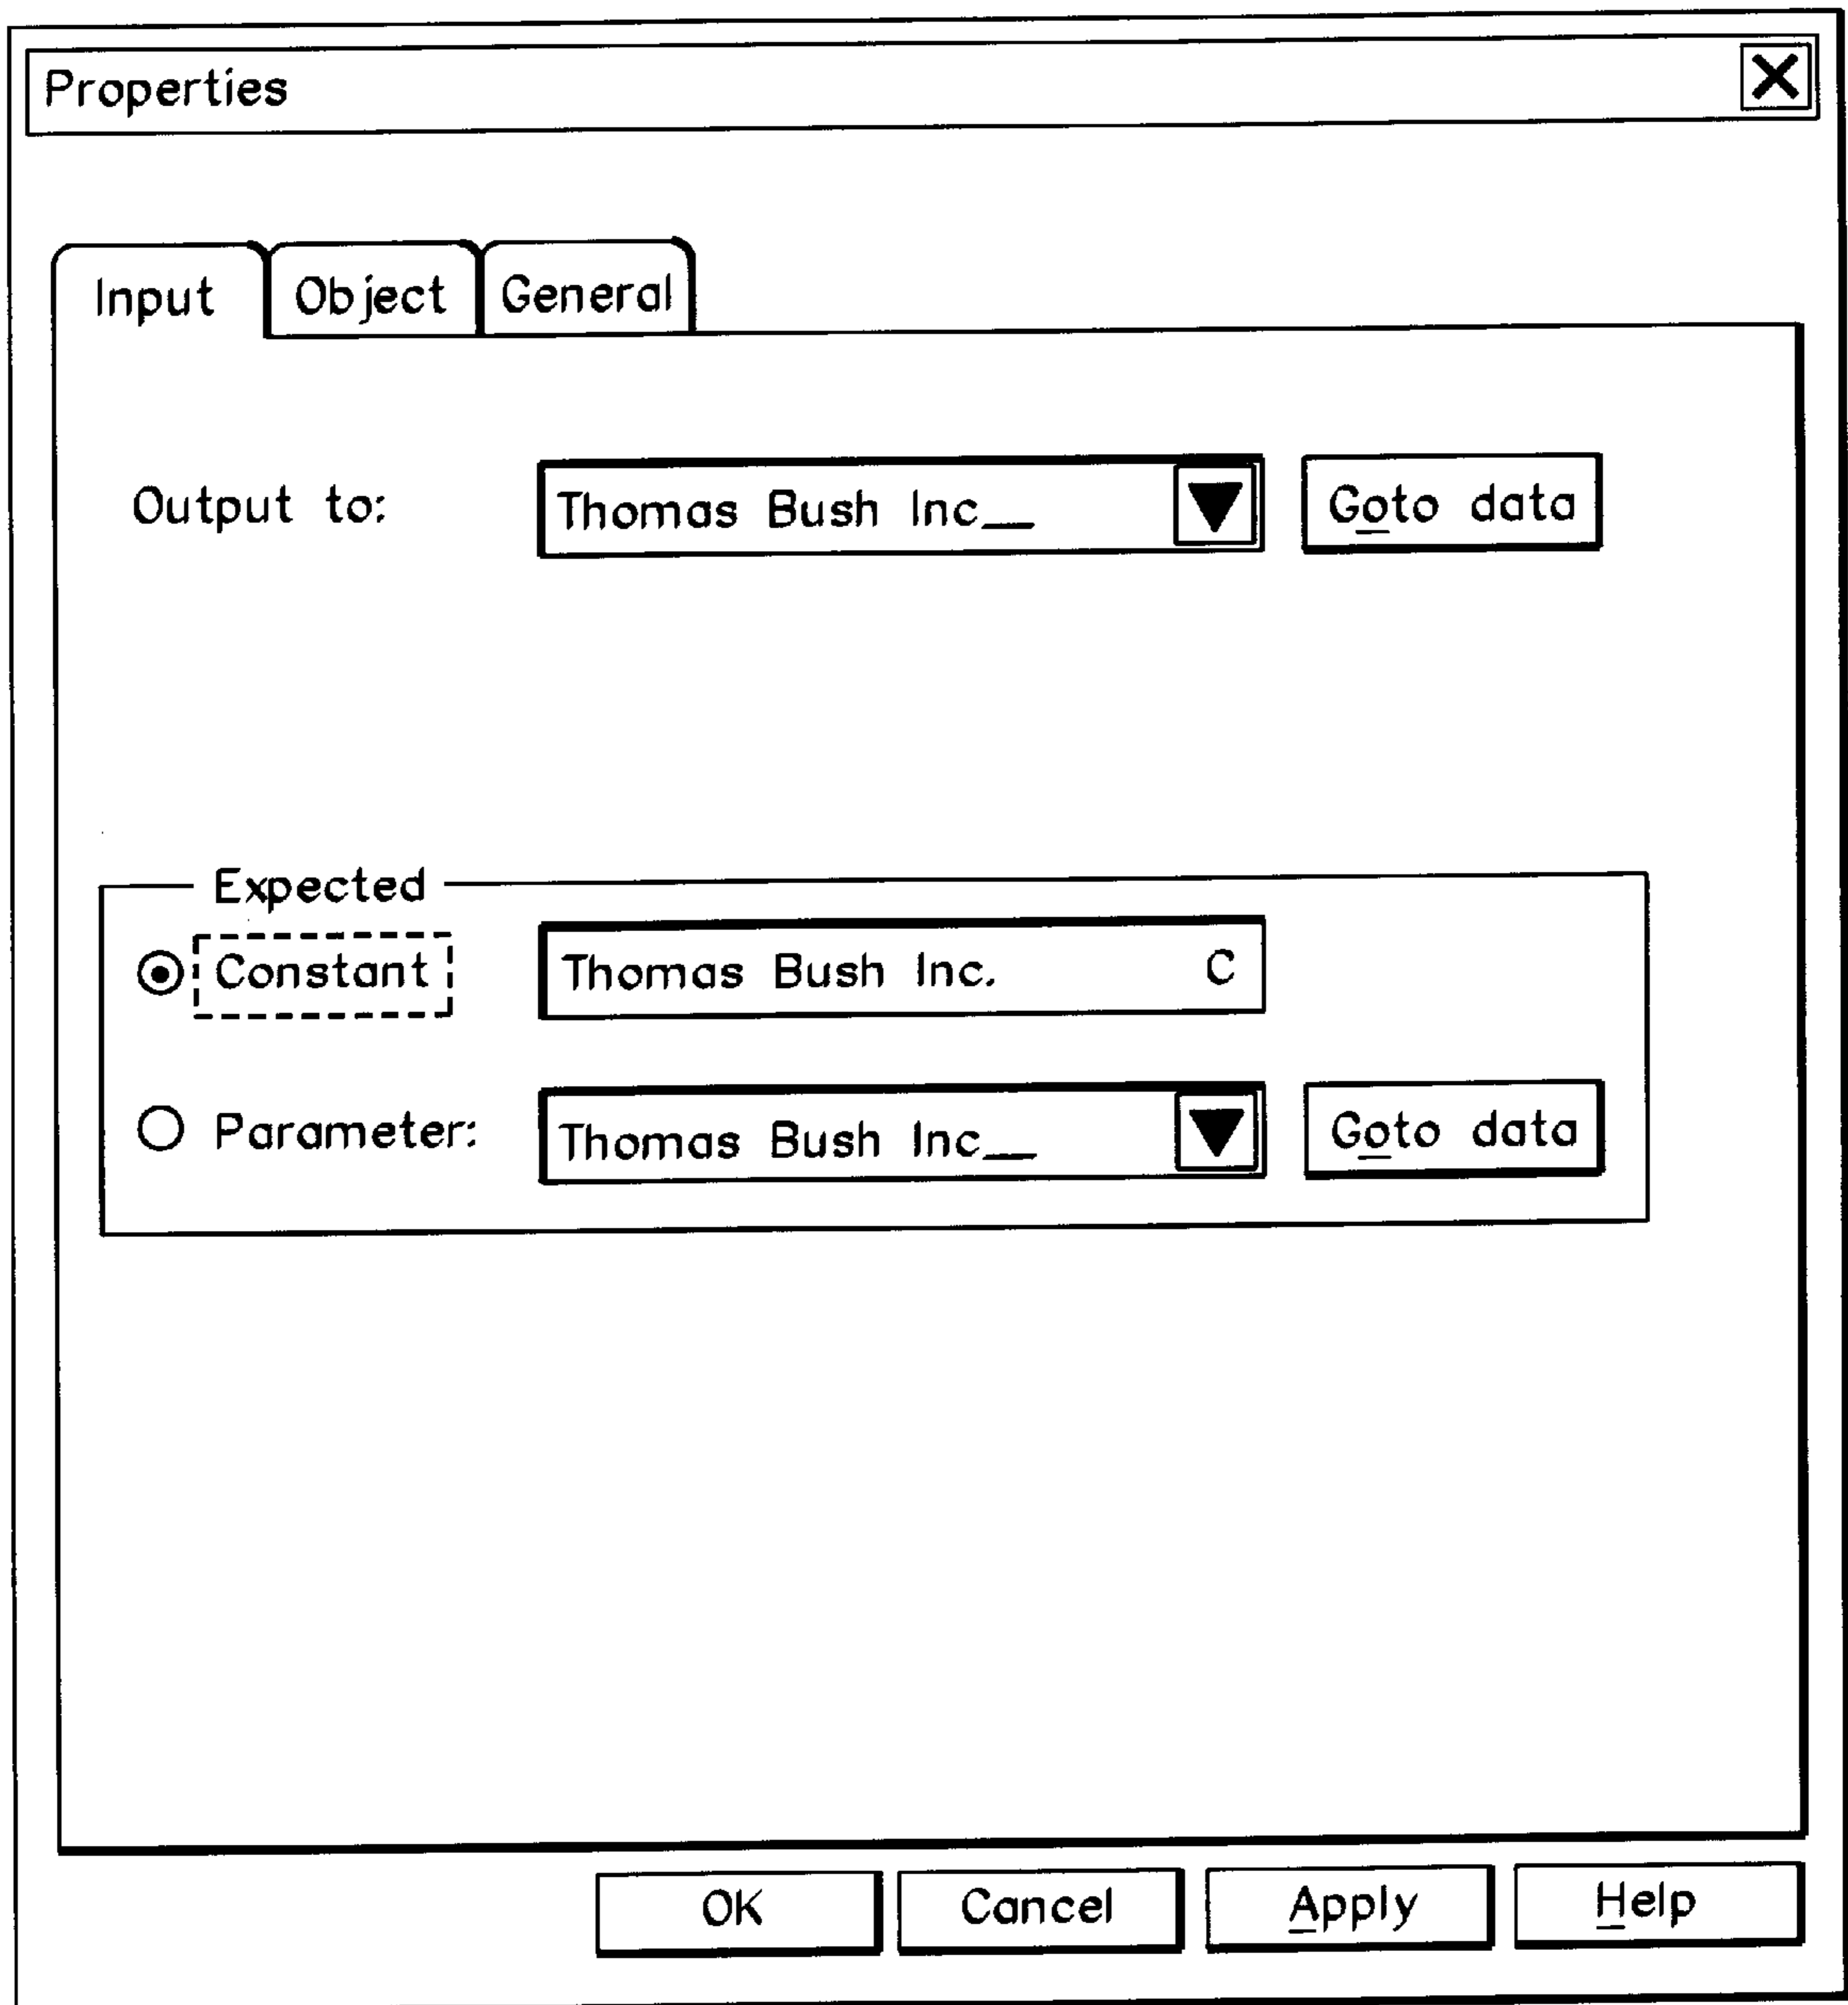 Properties
Input Object General
Output to: Thomas Bush Inc__ Goto data
Expected
Constant Thomas Bush Inc. C
Parameter: Thomas Bush Inc__ Goto data
OK Cancel Apply Help